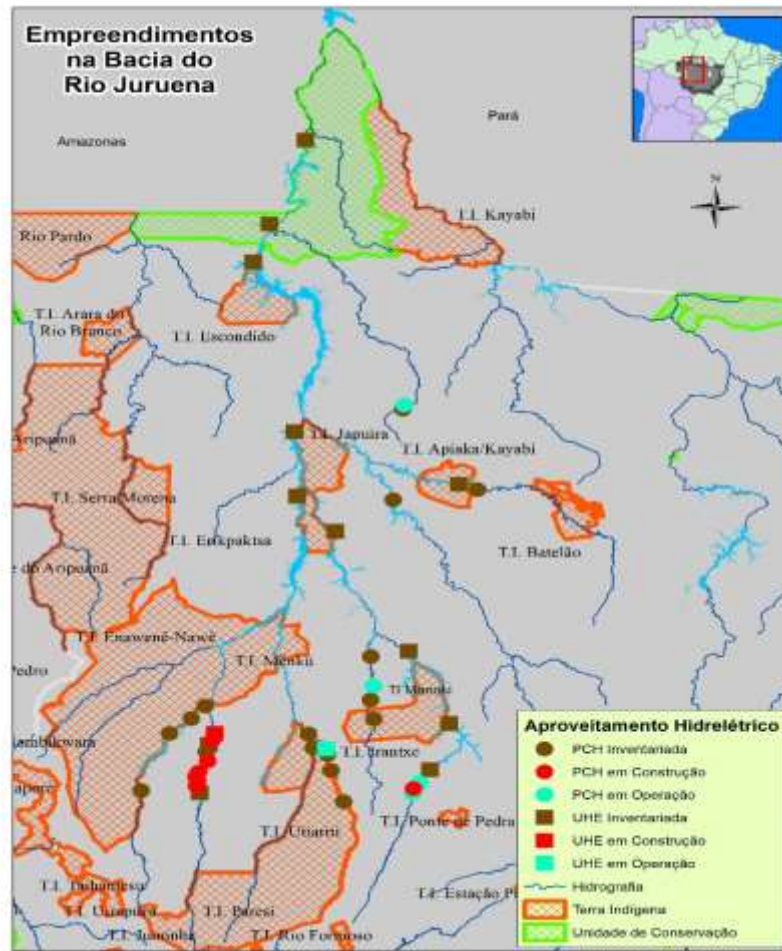 Empreendimentos
na Bacia do
Rio Juruena
Amazonas
Pará
N
T.I. Kayabi
Rio Pardo
T.I. Arara do
Rio Branco
T.I. Escondido
T.I. Japuira
T.I. Apiaka/Kayabi
Aripuanã
T.I. Serra Morena
T.I. Erikpaktsa
T.I. Batelão
e do Aripuanã
T.I. Enawenê-Nawê
T.I. Menku
Pedro
Ti Manoki
T.I. Irantxe
T.I. Utiariti
T.I. Ponte de Pedra
T.I. Uirapuru
T.I. Paresi
T.I. Juininha
T.I. Rio Formoso
Aproveitamento Hidrelétrico
PCH Inventariada
PCH em Construção
PCH em Operação
UHE Inventariada
UHE em Construção
UHE em Operação
Hidrografia
Terra Indígena
Unidade de Conservação